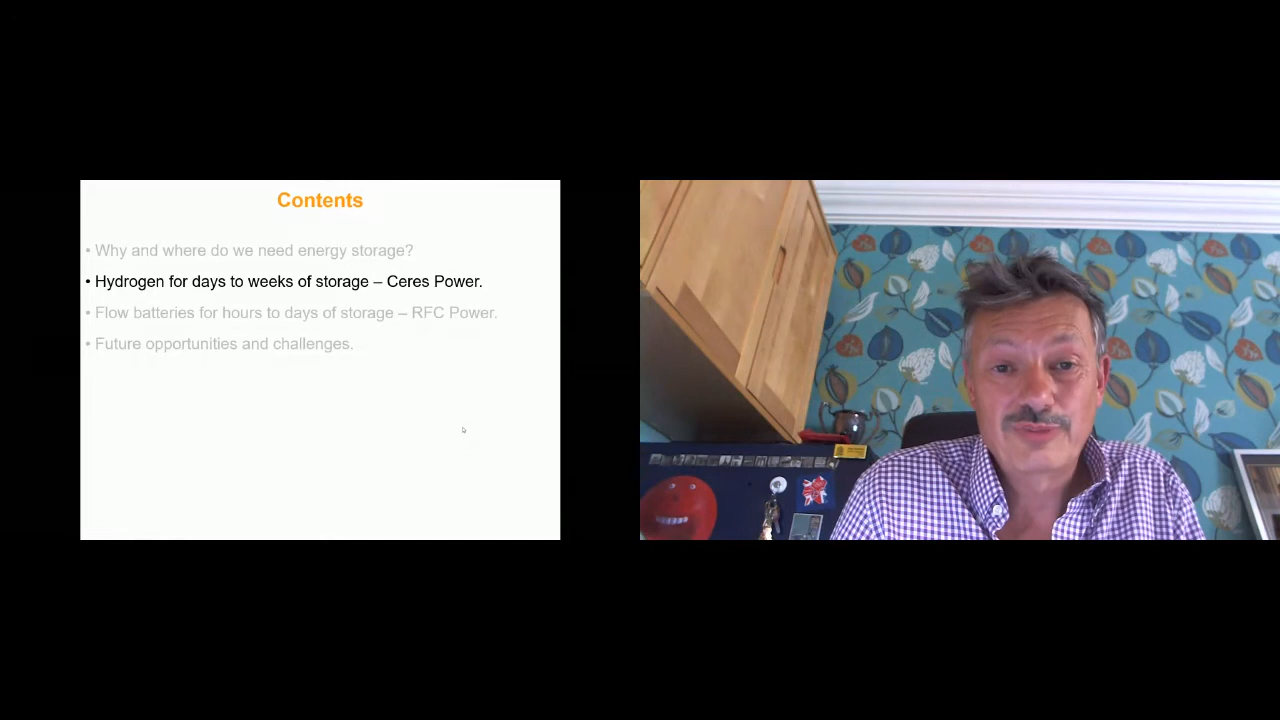 Contents
• Why and where do we need energy storage?
• Hydrogen for days to weeks of storage – Ceres Power.
• Flow batteries for hours to days of storage – RFC Power.
• Future opportunities and challenges.